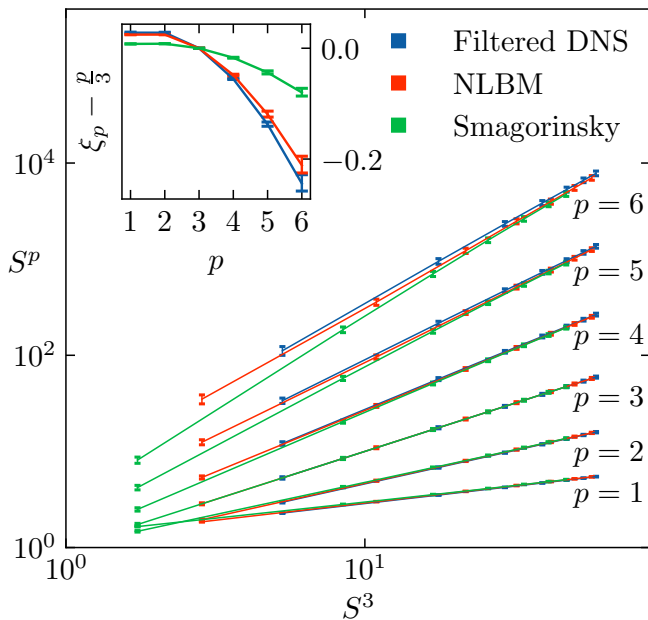 0.0
−0.2
ξ_p − p/3
1 2 3 4 5 6
p
Filtered DNS
NLBM
Smagorinsky
10^4
10^2
10^0
S^p
p = 6
p = 5
p = 4
p = 3
p = 2
p = 1
10^0 10^1
S^3